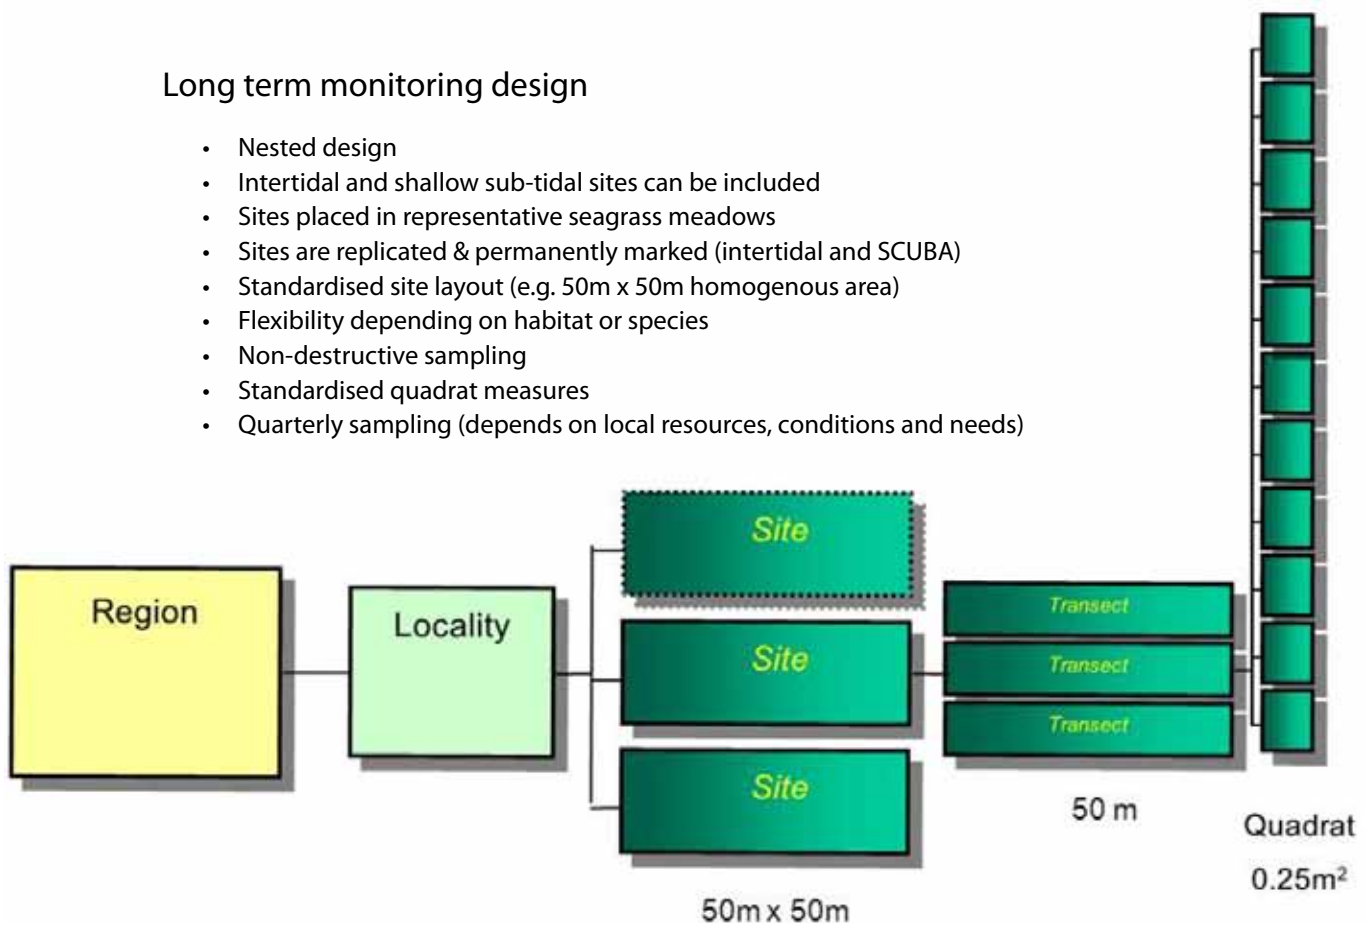 Long term monitoring design
• Nested design
• Intertidal and shallow sub-tidal sites can be included
• Sites placed in representative seagrass meadows
• Sites are replicated & permanently marked (intertidal and SCUBA)
• Standardised site layout (e.g. 50m x 50m homogenous area)
• Flexibility depending on habitat or species
• Non-destructive sampling
• Standardised quadrat measures
• Quarterly sampling (depends on local resources, conditions and needs)
Region
Locality
Site
Site
Site
50m x 50m
Transect
Transect
Transect
50 m
Quadrat
0.25m²